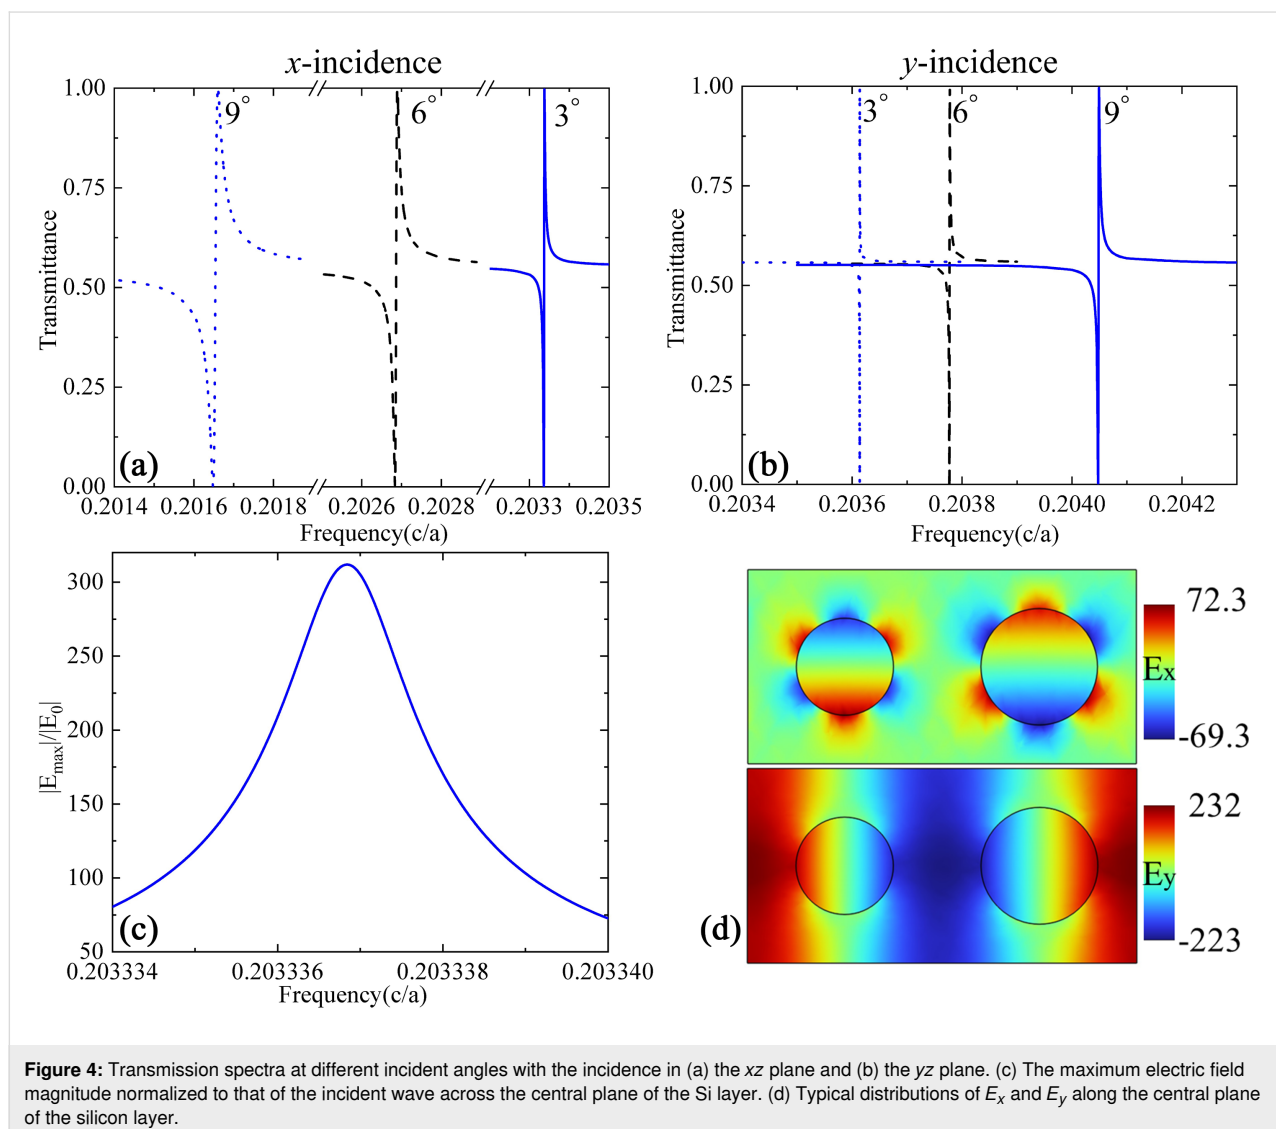 x-incidence
1.00
0.75
0.50
0.25
0.00
Transmittance
9°
6°
3°
(a)
0.2014 0.2016 0.2018 0.2026 0.2028 0.2033 0.2035
Frequency(c/a)
y-incidence
1.00
0.75
0.50
0.25
0.00
Transmittance
3°
6°
9°
(b)
0.2034 0.2036 0.2038 0.2040 0.2042
Frequency(c/a)
300
250
200
150
100
50
|E_max|/|E_0|
(c)
0.203334 0.203336 0.203338 0.203340
Frequency(c/a)
72.3
Ex
-69.3
232
Ey
-223
(d)
Figure 4: Transmission spectra at different incident angles with the incidence in (a) the xz plane and (b) the yz plane. (c) The maximum electric field
magnitude normalized to that of the incident wave across the central plane of the Si layer. (d) Typical distributions of E_x and E_y along the central plane
of the silicon layer.